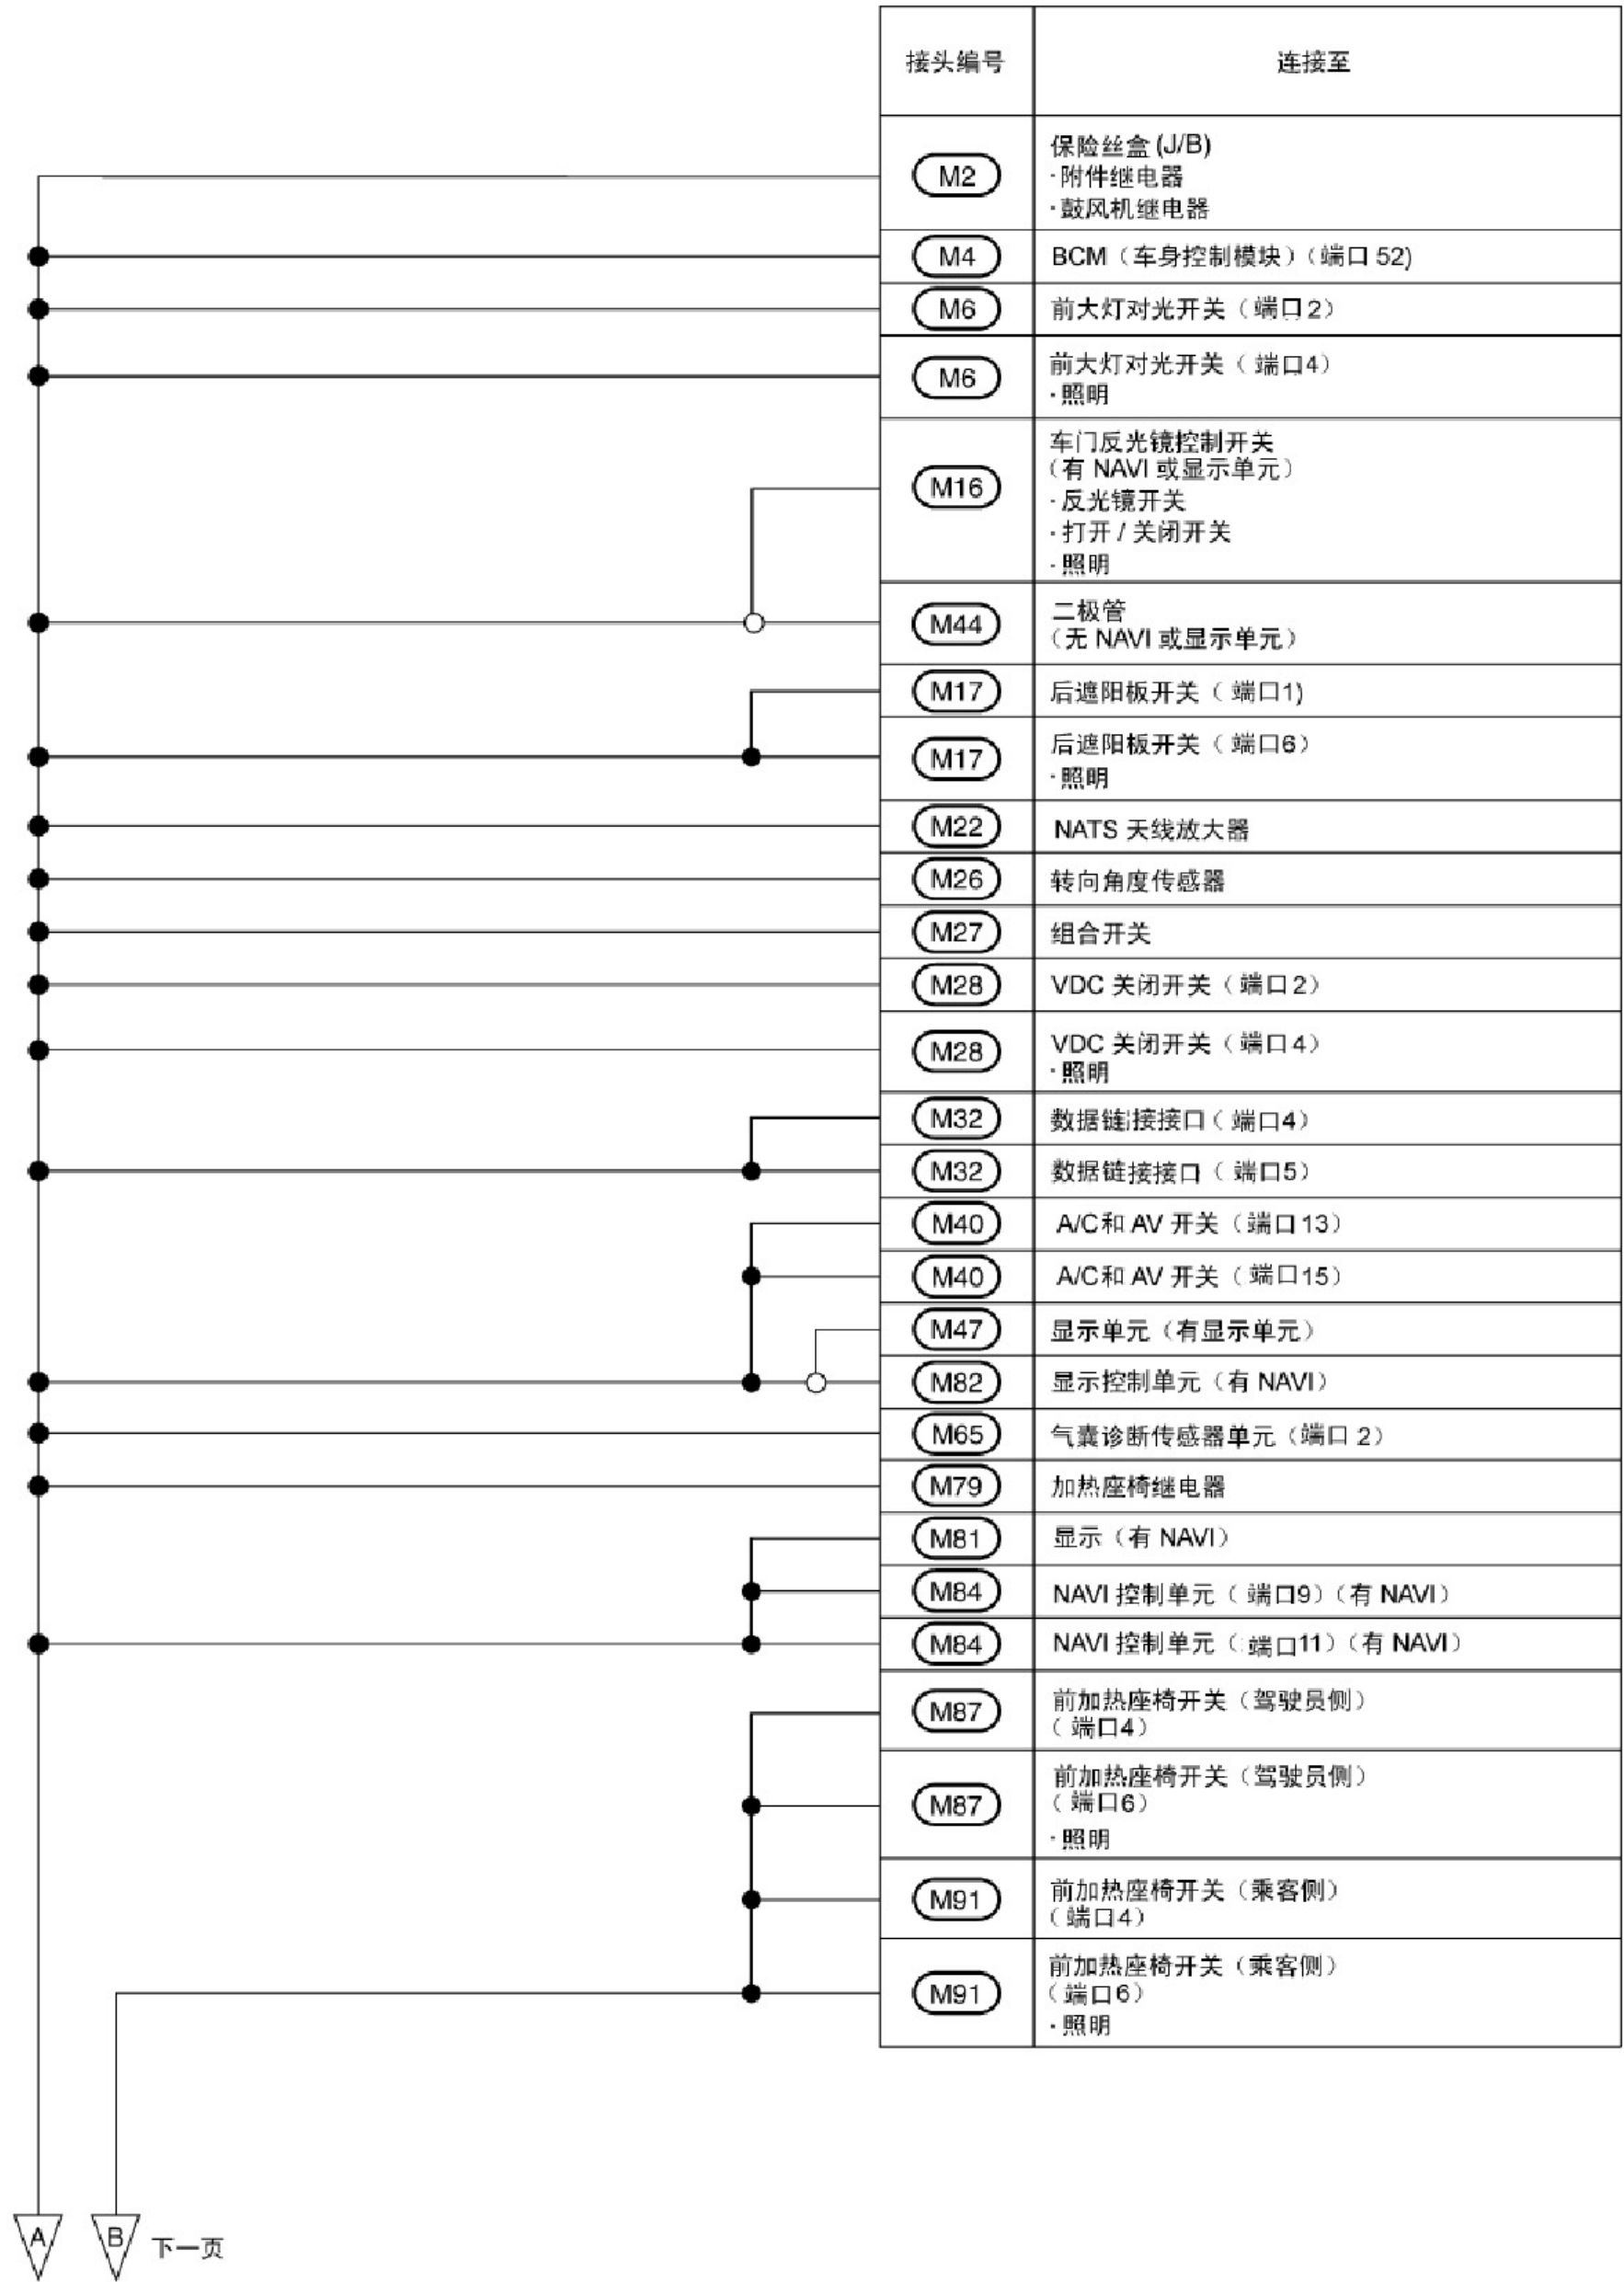 接头编号 连接至
M2 保险丝盒 (J/B)
· 附件继电器
· 鼓风机继电器
M4 BCM（车身控制模块）（端口 52)
M6 前大灯对光开关（端口 2）
M6 前大灯对光开关（端口4）
· 照明
M16 车门反光镜控制开关
（有 NAVI 或显示单元）
· 反光镜开关
· 打开 / 关闭开关
· 照明
M44 二极管
（无 NAVI 或显示单元）
M17 后遮阳板开关（ 端口1)
M17 后遮阳板开关（ 端口6）
· 照明
M22 NATS 天线放大器
M26 转向角度传感器
M27 组合开关
M28 VDC 关闭开关（端口 2）
M28 VDC 关闭开关（端口 4）
· 照明
M32 数据链接接口（ 端口4）
M32 数据链接接口（ 端口5）
M40 A/C和 AV 开关（端口 13）
M40 A/C和 AV 开关（端口15）
M47 显示单元（有显示单元）
M82 显示控制单元（有 NAVI）
M65 气囊诊断传感器单元（端口 2）
M79 加热座椅继电器
M81 显示（有 NAVI）
M84 NAVI 控制单元（ 端口9）（有 NAVI）
M84 NAVI 控制单元（ 端口11）（有 NAVI）
M87 前加热座椅开关（驾驶员侧）
（ 端口4）
M87 前加热座椅开关（驾驶员侧）
（ 端口6）
· 照明
M91 前加热座椅开关（乘客侧）
（ 端口4）
M91 前加热座椅开关（乘客侧）
（端口6）
· 照明
A B 下一页